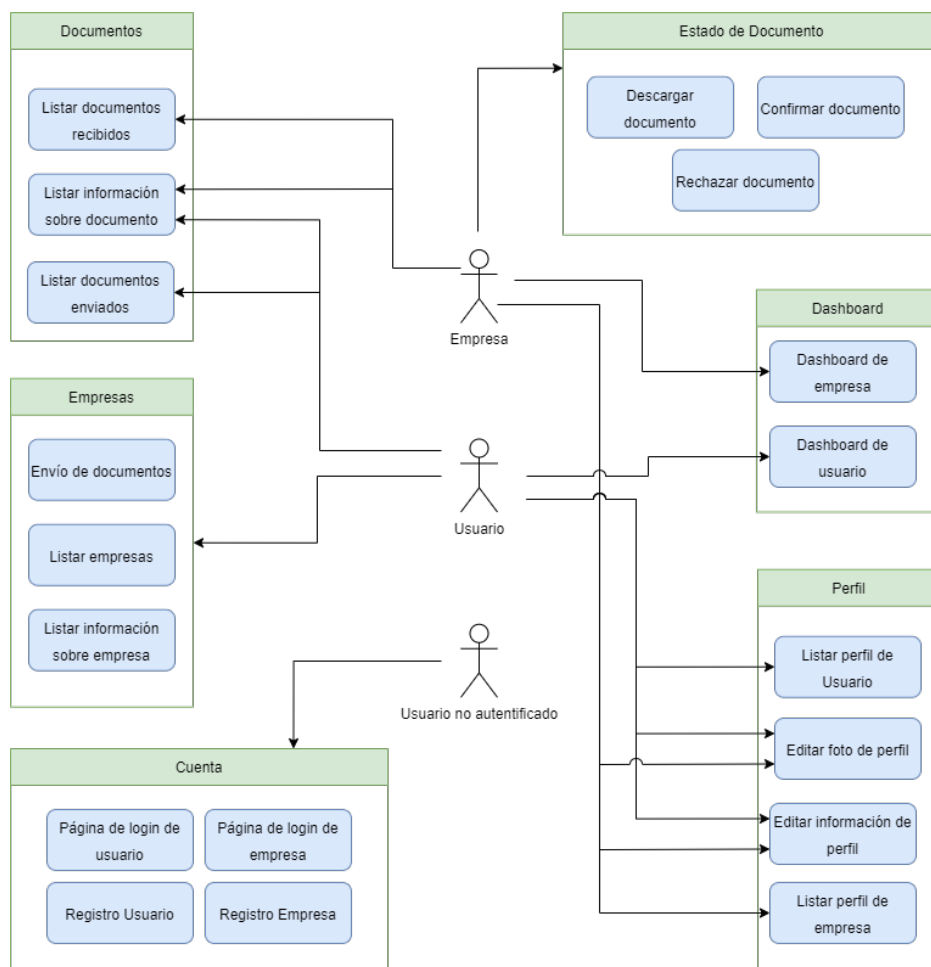 Documentos
Listar documentos
recibidos
Listar información
sobre documento
Listar documentos
enviados
Estado de Documento
Descargar
documento
Confirmar documento
Rechazar documento
Empresa
Dashboard
Dashboard de
empresa
Dashboard de
usuario
Empresas
Envío de documentos
Listar empresas
Listar información
sobre empresa
Usuario
Usuario no autentificado
Perfil
Listar perfil de
Usuario
Editar foto de perfil
Editar información de
perfil
Listar perfil de
empresa
Cuenta
Página de login de
usuario
Página de login de
empresa
Registro Usuario
Registro Empresa